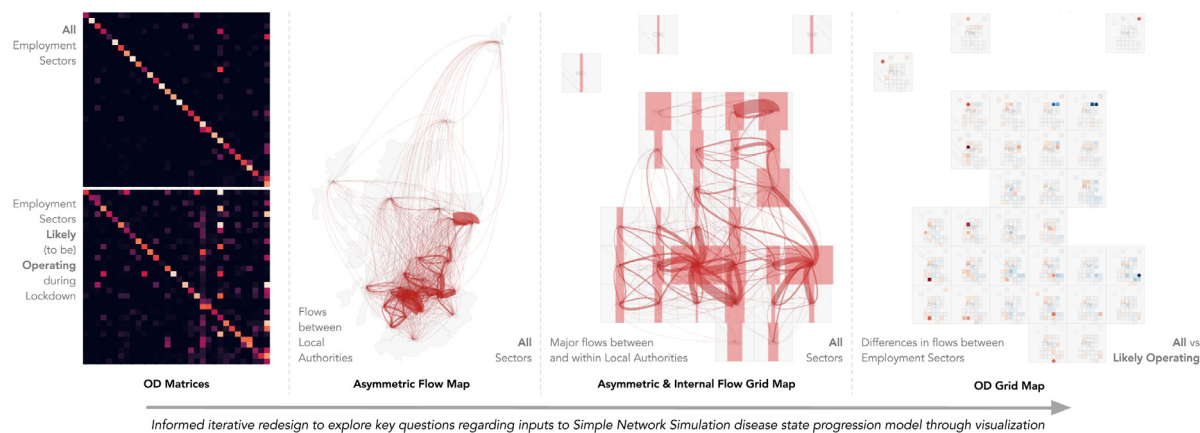 All
Employment
Sectors
Employment
Sectors
Likely
(to be)
Operating
during
Lockdown
OD Matrices
Flows
between
Local
Authorities
All
Sectors
Asymmetric Flow Map
Major flows between
and within Local Authorities
All
Sectors
Asymmetric & Internal Flow Grid Map
Differences in flows between
Employment Sectors
All vs
Likely Operating
OD Grid Map
Informed iterative redesign to explore key questions regarding inputs to Simple Network Simulation disease state progression model through visualization